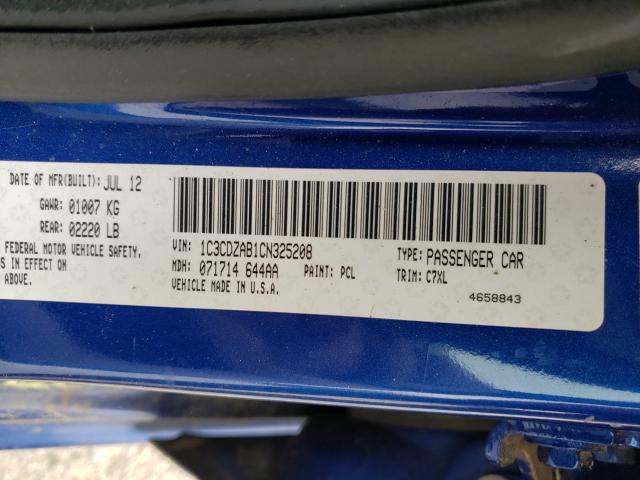 DATE OF MFR(BUILT): JUL 12
GAWR: 01007 KG
REAR: 02220 LB
FEDERAL MOTOR VEHICLE SAFETY,
S IN EFFECT ON
ABOVE.
VIN: 1C3CDZAB1CN325208 TYPE: PASSENGER CAR
MDH: 071714 644AA PAINT: PCL TRIM: C7XL
VEHICLE MADE IN U.S.A.
4658843